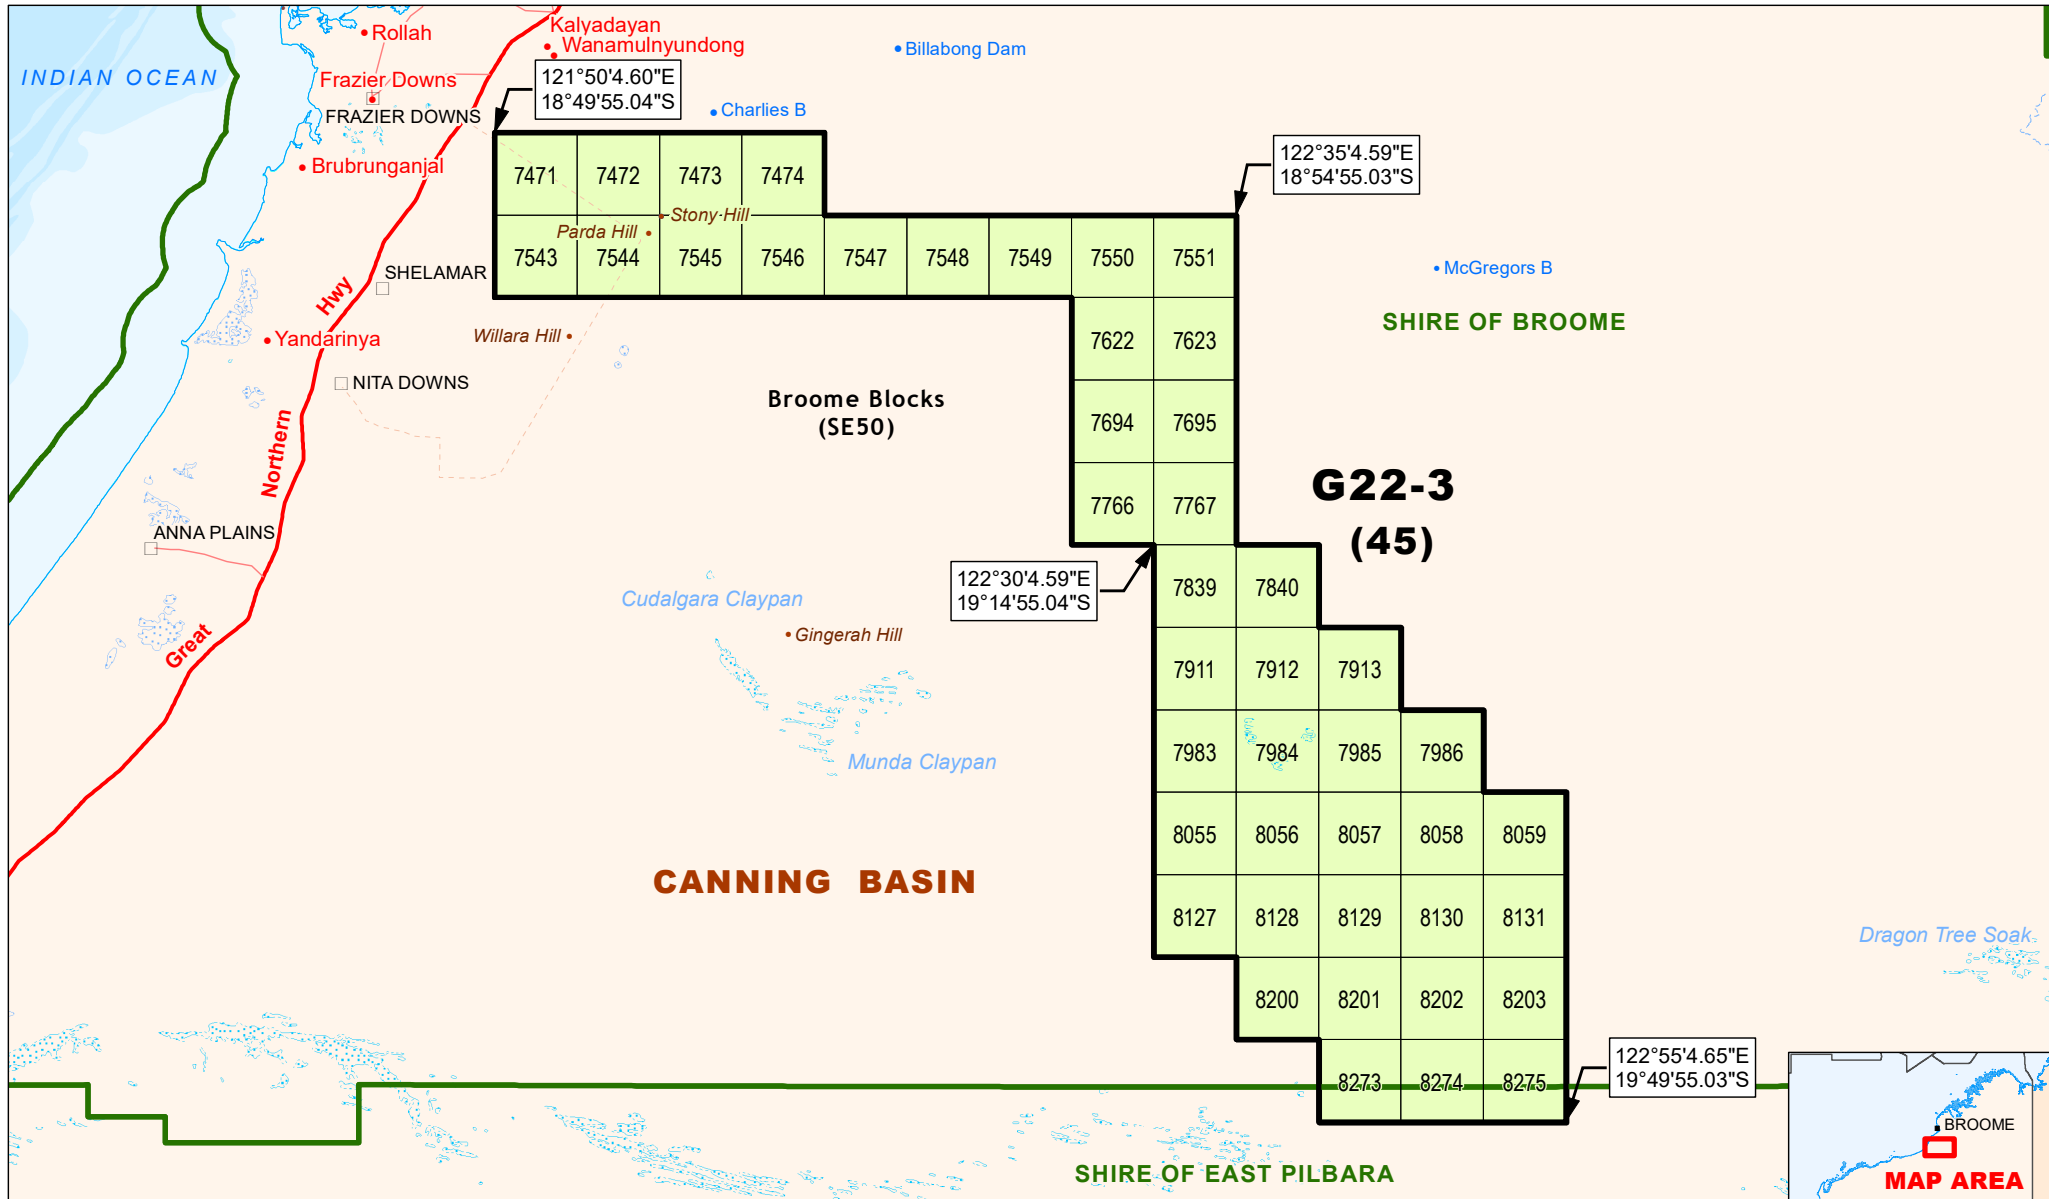 Kalyadayan
Rollah
Wanamulnyundong
Billabong Dam
INDIAN OCEAN
Frazier Downs
121°50'4.60"E
18°49'55.04"S
FRAZIER DOWNS
Charlies B
Brubrunganjal
122°35'4.59"E
18°54'55.03"S
7471 7472 7473 7474
Stony Hill
Parda Hill
7543 7544 7545 7546 7547 7548 7549 7550 7551
SHELAMAR
McGregors B
Hwy
SHIRE OF BROOME
Yandarinya
Willara Hill
7622 7623
NITA DOWNS
Broome Blocks
(SE50)
7694 7695
Northern
G22-3
(45)
7766 7767
ANNA PLAINS
122°30'4.59"E
19°14'55.04"S
7839 7840
Cudalgara Claypan
Gingerah Hill
Great
7911 7912 7913
Munda Claypan
7983 7984 7985 7986
8055 8056 8057 8058 8059
CANNING BASIN
8127 8128 8129 8130 8131
Dragon Tree Soak
8200 8201 8202 8203
122°55'4.65"E
19°49'55.03"S
8273 8274 8275
BROOME
SHIRE OF EAST PILBARA
MAP AREA